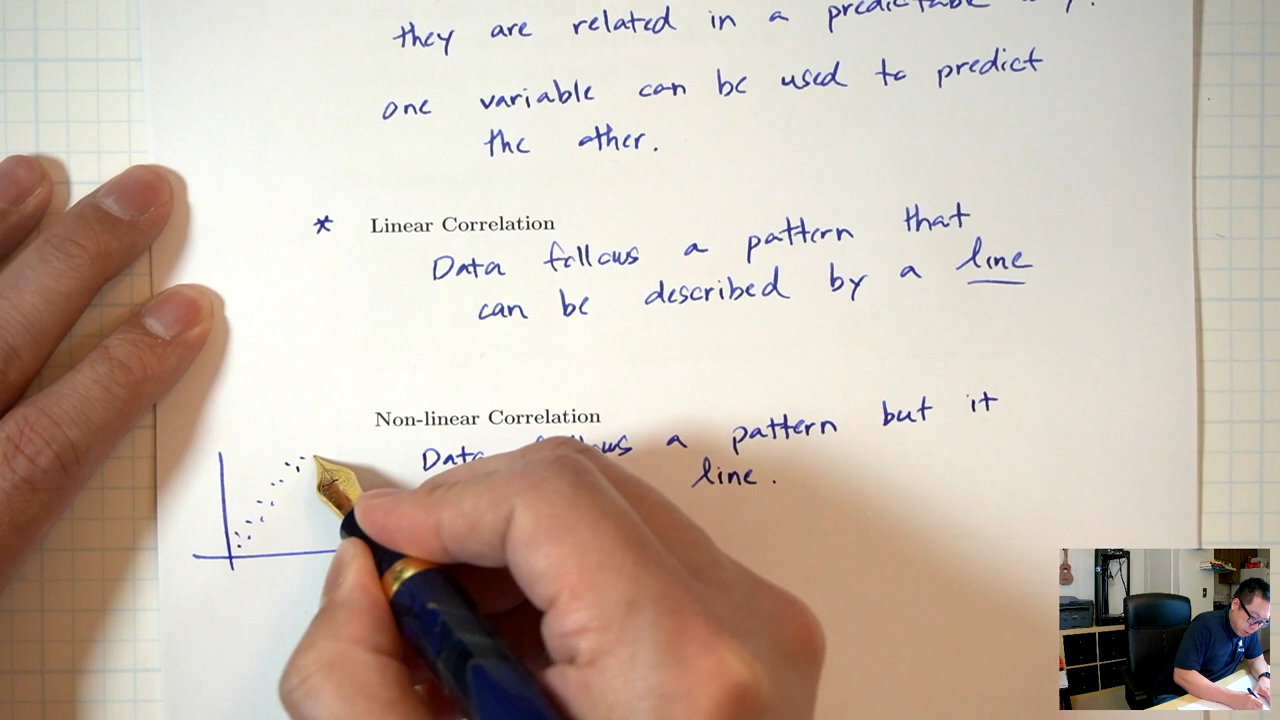 they are related in a
one variable can be used to predict
the other.
* Linear Correlation
Data follows a pattern that
can be described by a line
Non-linear Correlation
Data a pattern but it
line.